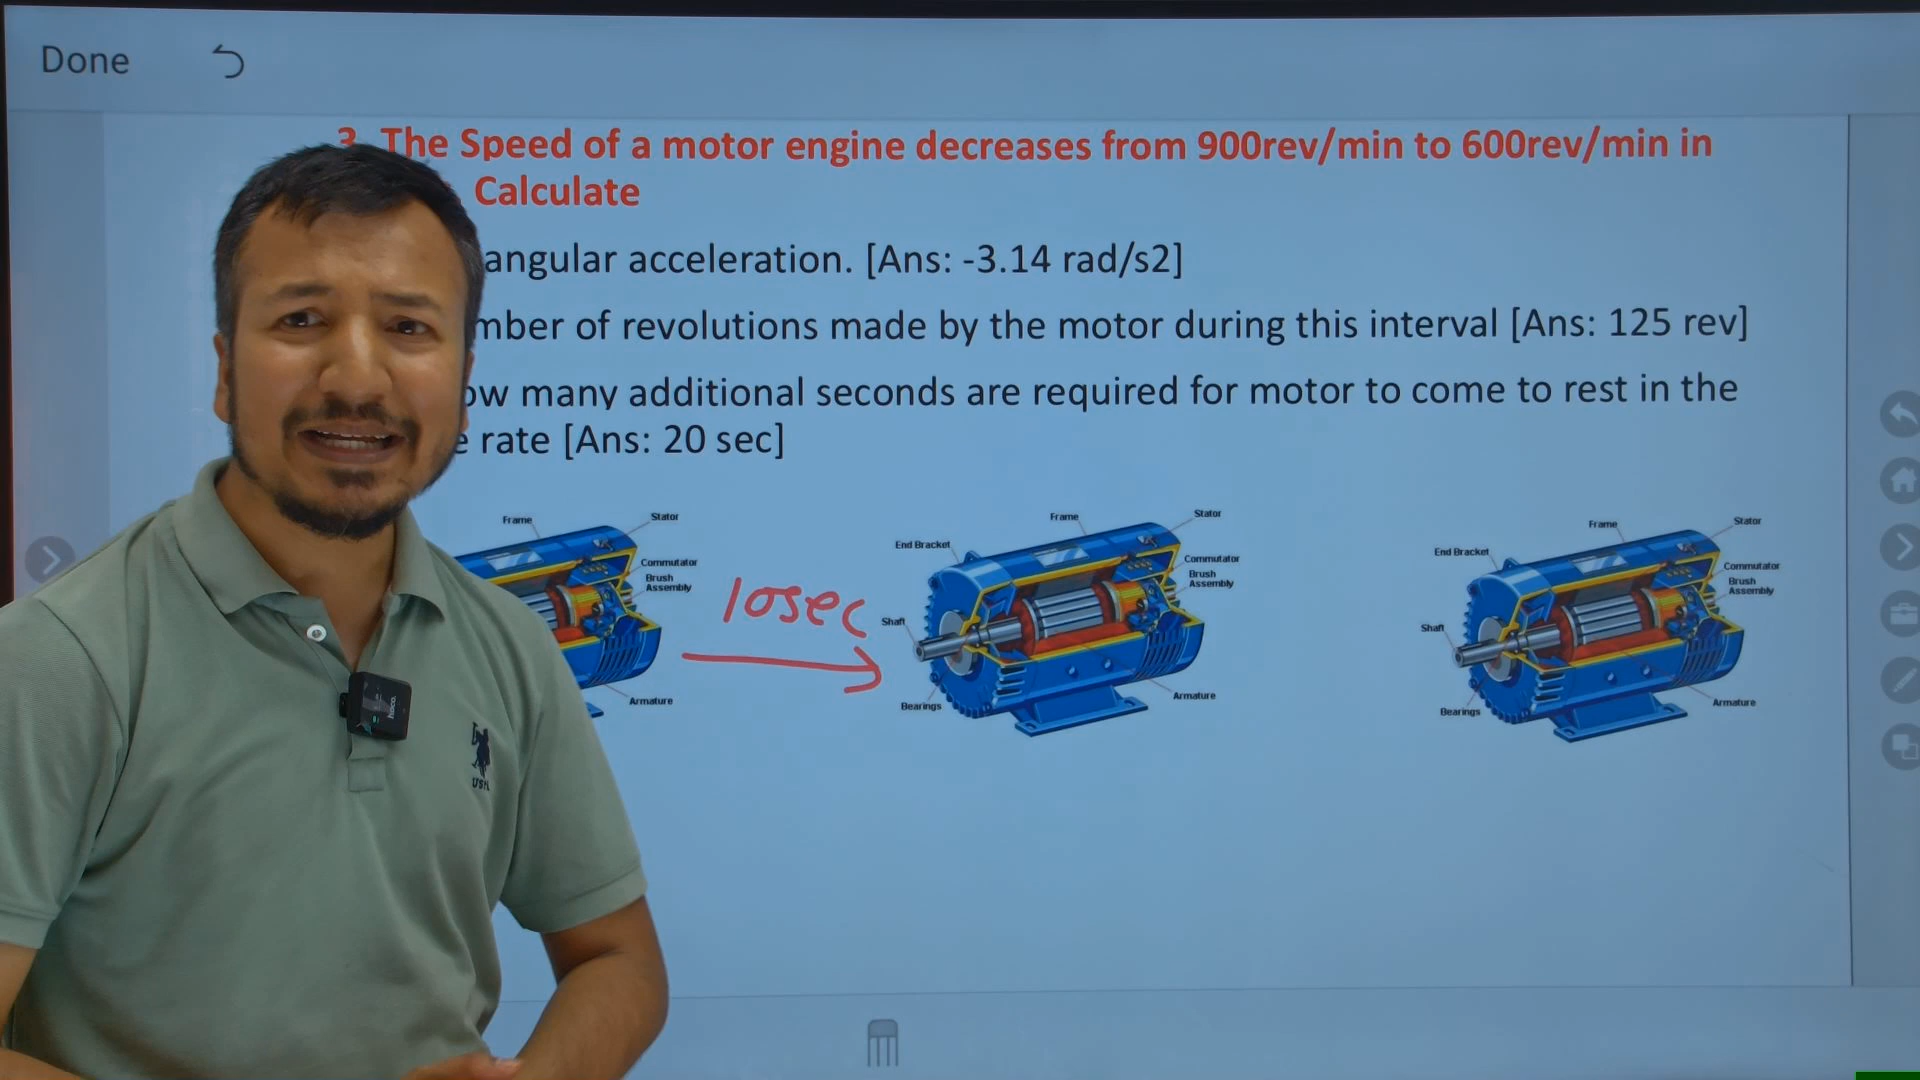 Done
3. The Speed of a motor engine decreases from 900rev/min to 600rev/min in
Calculate
angular acceleration. [Ans: -3.14 rad/s2]
of revolutions made by the motor during this interval [Ans: 125 rev]
many additional seconds are required for motor to come to rest in the
rate [Ans: 20 sec]
Frame
Stator
Commutator
Brush
Assembly
Armature
10sec
Frame
Stator
End Bracket
Commutator
Brush
Assembly
Shaft
Armature
Bearings
Frame
Stator
End Bracket
Commutator
Brush
Assembly
Shaft
Armature
Bearings
hoco.